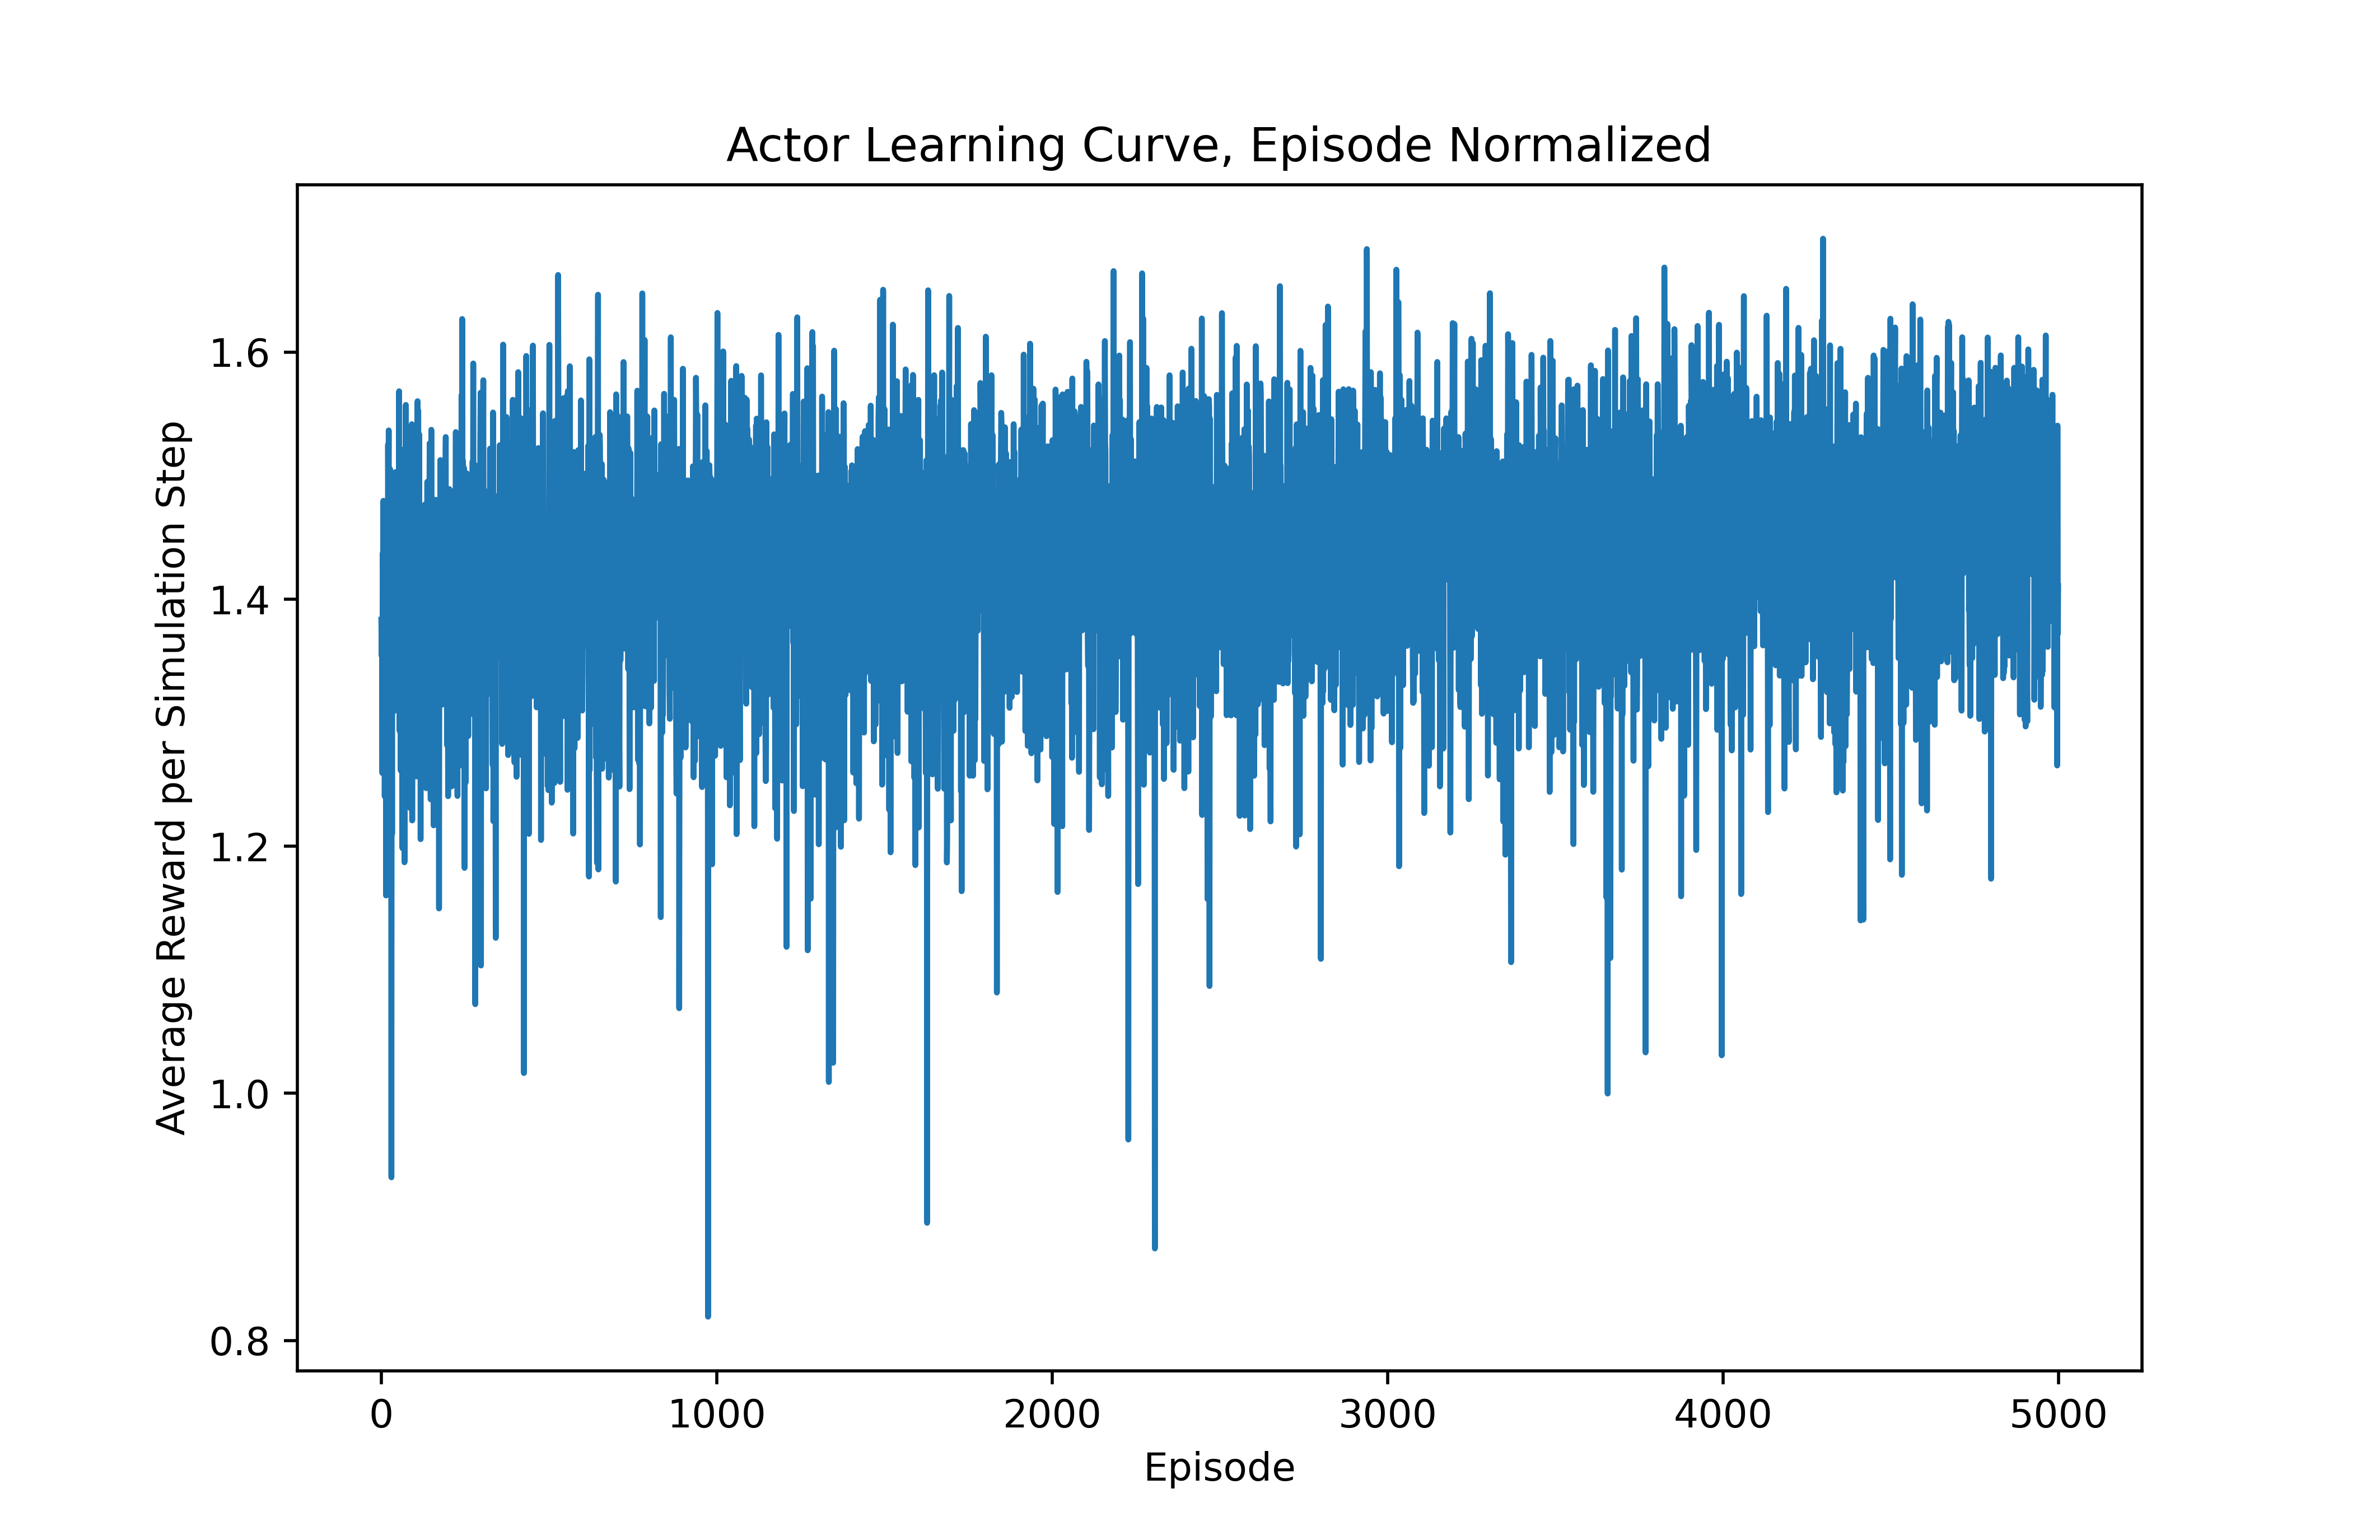 Actor Learning Curve, Episode Normalized
Average Reward per Simulation Step
1.6
1.4
1.2
1.0
0.8
0 1000 2000 3000 4000 5000
Episode